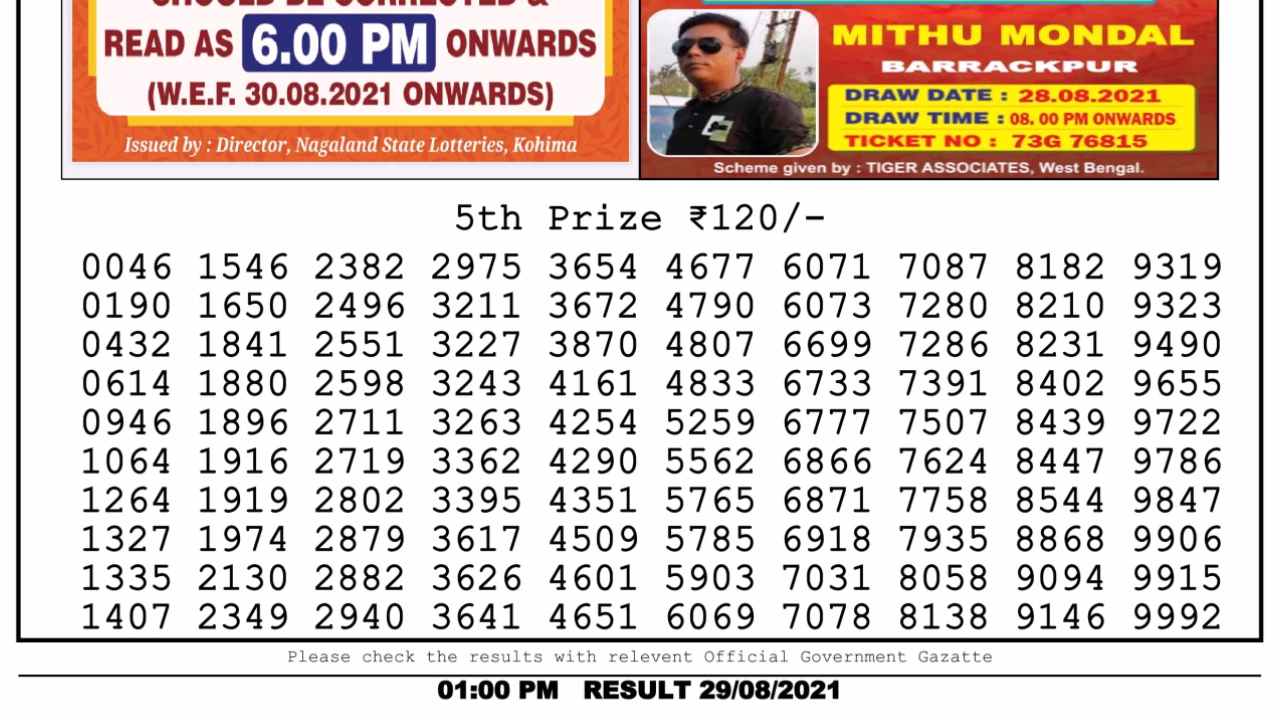 SHOULD BE CORRECTED &
READ AS 6.00 PM ONWARDS
(W.E.F. 30.08.2021 ONWARDS)
Issued by : Director, Nagaland State Lotteries, Kohima
MITHU MONDAL
BARRACKPUR
DRAW DATE : 28.08.2021
DRAW TIME : 08. 00 PM ONWARDS
TICKET NO : 73G 76815
Scheme given by : TIGER ASSOCIATES, West Bengal.
5th Prize ₹120/-
0046 1546 2382 2975 3654 4677 6071 7087 8182 9319
0190 1650 2496 3211 3672 4790 6073 7280 8210 9323
0432 1841 2551 3227 3870 4807 6699 7286 8231 9490
0614 1880 2598 3243 4161 4833 6733 7391 8402 9655
0946 1896 2711 3263 4254 5259 6777 7507 8439 9722
1064 1916 2719 3362 4290 5562 6866 7624 8447 9786
1264 1919 2802 3395 4351 5765 6871 7758 8544 9847
1327 1974 2879 3617 4509 5785 6918 7935 8868 9906
1335 2130 2882 3626 4601 5903 7031 8058 9094 9915
1407 2349 2940 3641 4651 6069 7078 8138 9146 9992
Please check the results with relevent Official Government Gazatte
01:00 PM RESULT 29/08/2021